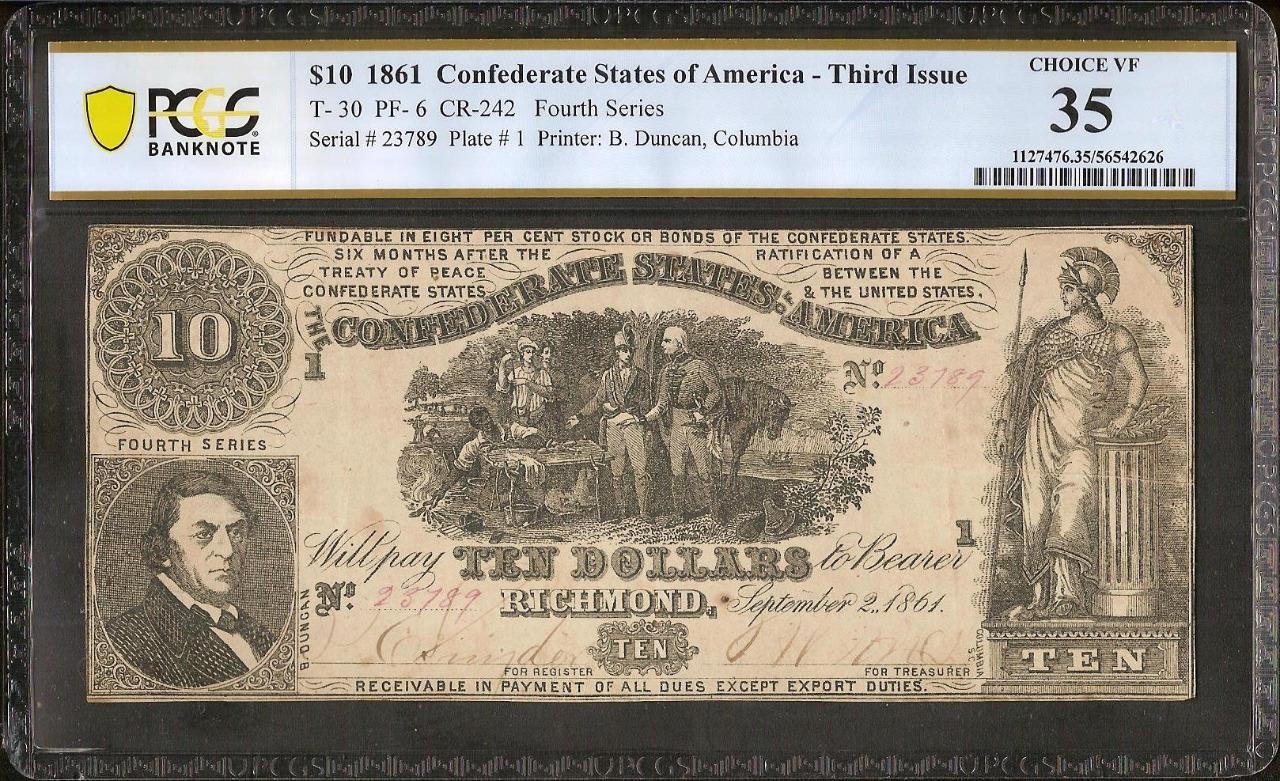 $10 1861 Confederate States of America - Third Issue
T- 30 PF- 6 CR-242 Fourth Series
Serial # 23789 Plate # 1 Printer: B. Duncan, Columbia
PCGS
BANKNOTE
CHOICE VF
35
1127476.35/56542626
FUNDABLE IN EIGHT PER CENT STOCK OR BONDS OF THE CONFEDERATE STATES.
SIX MONTHS AFTER THE RATIFICATION OF A
TREATY OF PEACE BETWEEN THE
CONFEDERATE STATES & THE UNITED STATES,
THE CONFEDERATE STATES OF AMERICA
10
1
No. 23789
FOURTH SERIES
1
Will pay TEN DOLLARS to Bearer
No. 23789 RICHMOND, September 2, 1861.
B. DUNCAN
TEN
FOR REGISTER
FOR TREASURER
COLUMBIA S.C.
TEN
RECEIVABLE IN PAYMENT OF ALL DUES EXCEPT EXPORT DUTIES.